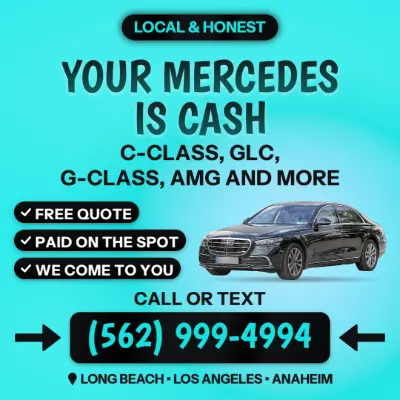 LOCAL & HONEST
YOUR MERCEDES
IS CASH
C-CLASS, GLC,
G-CLASS, AMG AND MORE
FREE QUOTE
PAID ON THE SPOT
WE COME TO YOU
CALL OR TEXT
(562) 999-4994
LONG BEACH • LOS ANGELES • ANAHEIM